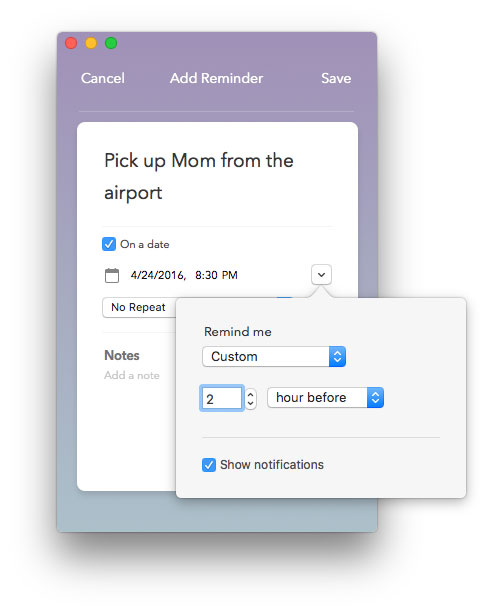 Cancel Add Reminder Save
Pick up Mom from the
airport
On a date
4/24/2016, 8:30 PM
No Repeat
Remind me
Notes
Custom
Add a note
2 hour before
Show notifications